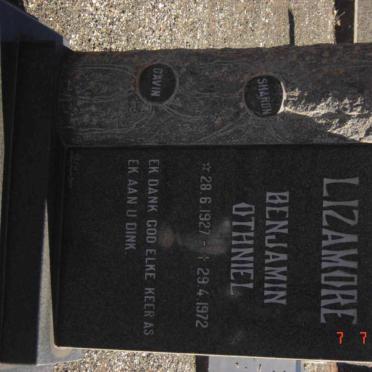 LIZAMORE
BENJAMIN
OTHNIEL
☆ 28.6.1927 - ✢ 29.4.1972
EK DANK GOD ELKE KEER AS
EK AAN U DINK.
SHARON
GAVIN
7 7